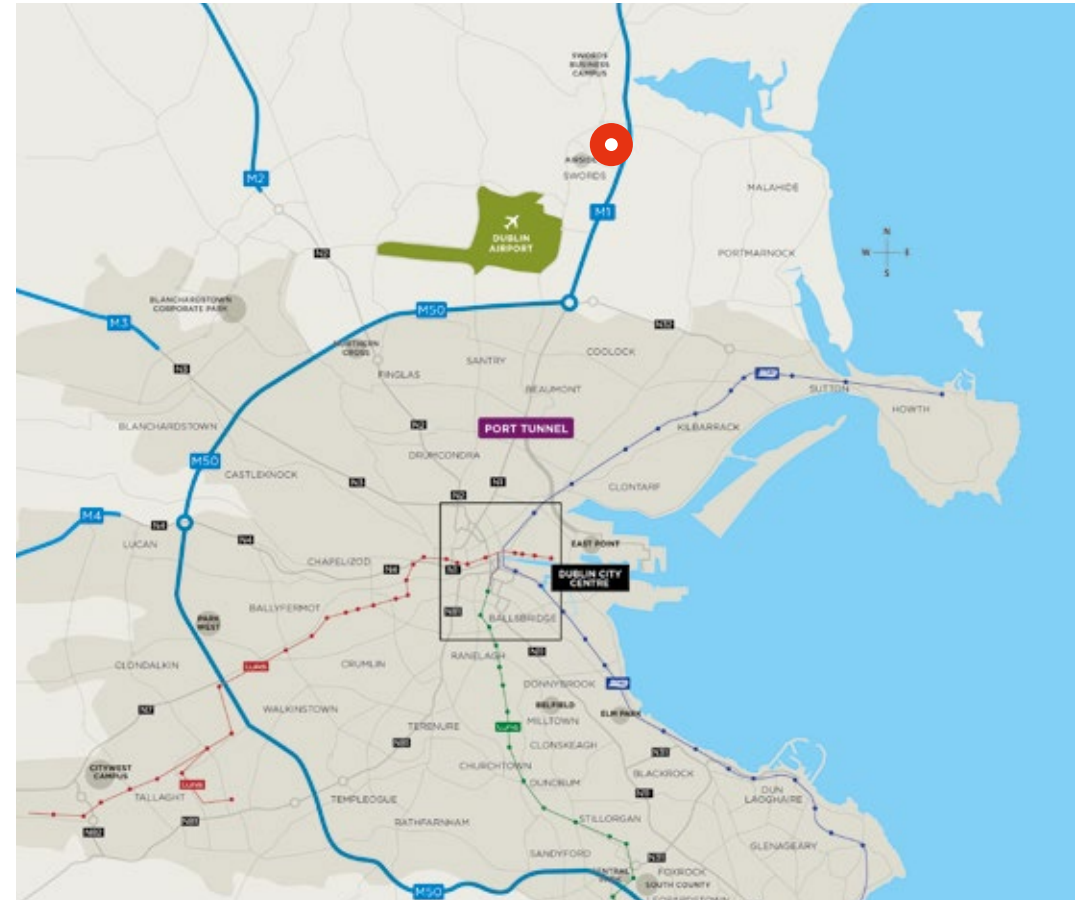 SWORDS
BUSINESS
CAMPUS
SWORDS
M2
MALAHIDE
M1
DUBLIN
AIRPORT
N
W E
S
N2
PORTMARNOCK
BLANCHARDSTOWN
CORPORATE PARK
M50
M3
N32
NORTHERN
CROSS
COOLOCK
SANTRY
N3
FINGLAS
BEAUMONT
SUTTON
HOWTH
BLANCHARDSTOWN
N2
PORT TUNNEL
KILBARRACK
DRUMCONDRA
M50
CASTLEKNOCK
N3
N1
N2
CLONTARF
M4
N4
N4
LUCAN
EAST POINT
CHAPELIZOD
DUBLIN CITY
CENTRE
BALLYFERMOT
PARK
WEST
BALLSBRIDGE
RANELAGH
CLONDALKIN
LUAS
CRUMLIN
DONNYBROOK
N7
WALKINSTOWN
BELFIELD
ELM PARK
MILLTOWN
TERENURE
LUAS
CLONSKEAGH
N31
CHURCHTOWN
CITYWEST
CAMPUS
BLACKROCK
DUNDRUM
LUAS
TALLAGHT
TEMPLEOGUE
N11
DUN
LAOGHAIRE
N82
N81
RATHFARNHAM
STILLORGAN
GLENAGEARY
SANDYFORD
N31
FOXROCK
SOUTH COUNTY
M50
LEOPARDSTOWN